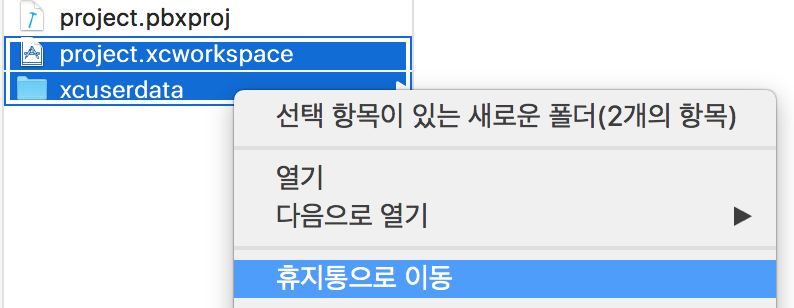 project.pbxproj
project.xcworkspace
xcuserdata
선택 항목이 있는 새로운 폴더(2개의 항목)
열기
다음으로 열기
휴지통으로 이동